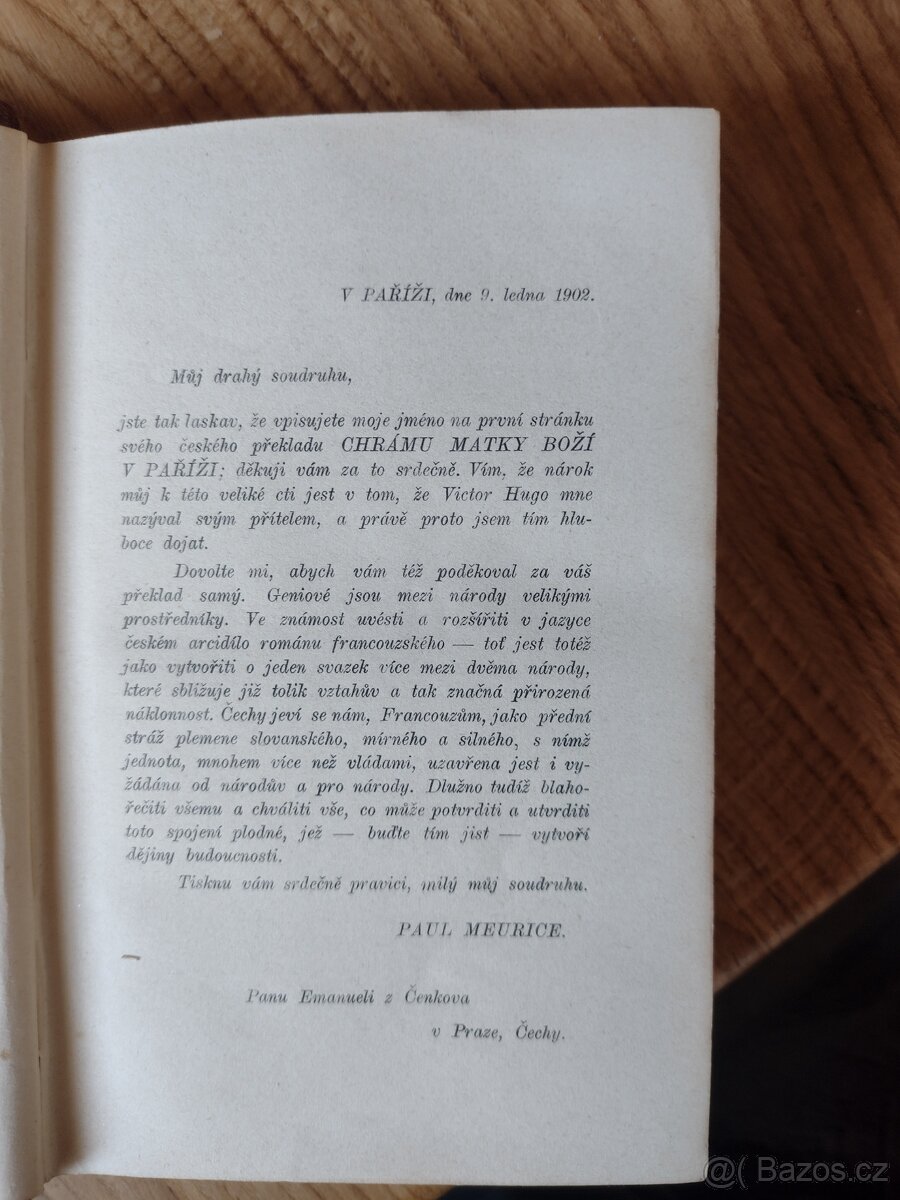 V PAŘÍŽI, dne 9. ledna 1902.
Můj drahý soudruhu,
jste tak laskav, že vpisujete moje jméno na první stránku
svého českého překladu CHRÁMU MATKY BOŽÍ
V PAŘÍŽI; děkuji vám za to srdečně. Vím, že nárok
můj k této veliké cti jest v tom, že Victor Hugo mne
nazýval svým přítelem, a právě proto jsem tím hlu-
boce dojat.
Dovolte mi, abych vám též poděkoval za váš
překlad samý. Geniové jsou mezi národy velikými
prostředníky. Ve známost uvésti a rozšířiti v jazyce
českém arcidílo románu francouzského — toť jest totéž
jako vytvořiti o jeden svazek více mezi dvěma národy,
které sbližuje již tolik vztahův a tak značná přirozená
náklonnost. Čechy jeví se nám, Francouzům, jako přední
stráž plemene slovanského, mírného a silného, s nímž
jednota, mnohem více než vládami, uzavřena jest i vy-
žádána od národův a pro národy. Dlužno tudíž blaho-
řečiti všemu a chváliti vše, co může potvrditi a utvrditi
toto spojení plodné, jež — buďte tím jist — vytvoří
dějiny budoucnosti.
Tisknu vám srdečně pravici, milý můj soudruhu.
PAUL MEURICE.
Panu Emanueli z Čenkova
v Praze, Čechy.
@( Bazos.cz